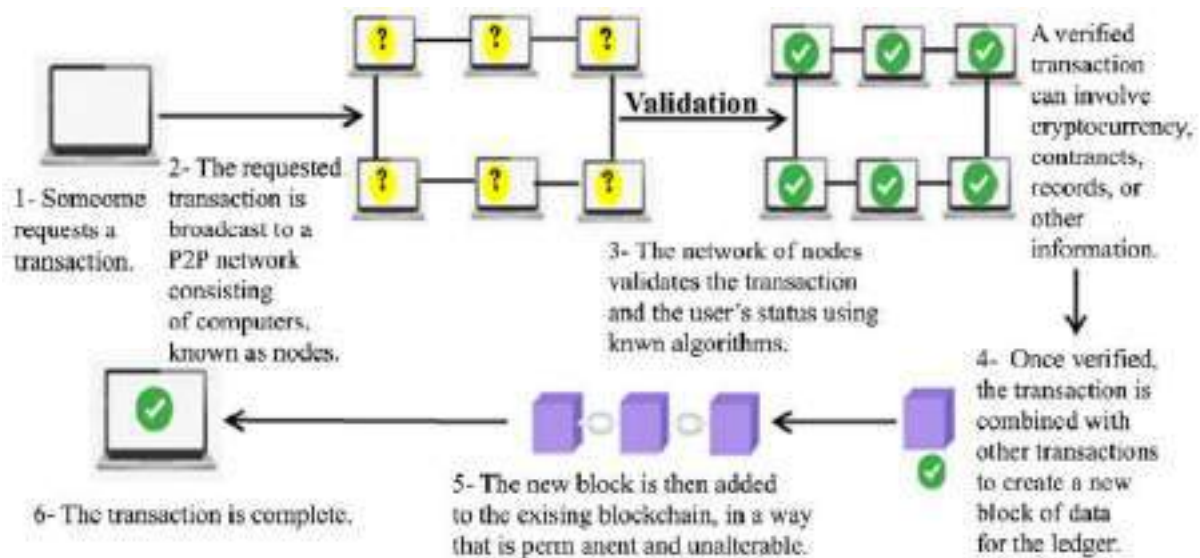 1- Someome
requests a
transaction.
2- The requested
transaction is
broadcast to a
P2P network
consisting
of computers,
known as nodes.
?
?
?
?
?
?
Validation
3- The network of nodes
validates the transaction
and the user's status using
knwn algorithms.
A verified
transaction
can involve
cryptocurrency,
contrancts,
records, or
other
information.
4- Once verified,
the transaction is
combined with
other transactions
to create a new
block of data
for the ledger.
5- The new block is then added
to the exising blockchain, in a way
that is perm anent and unalterable.
6- The transaction is complete.